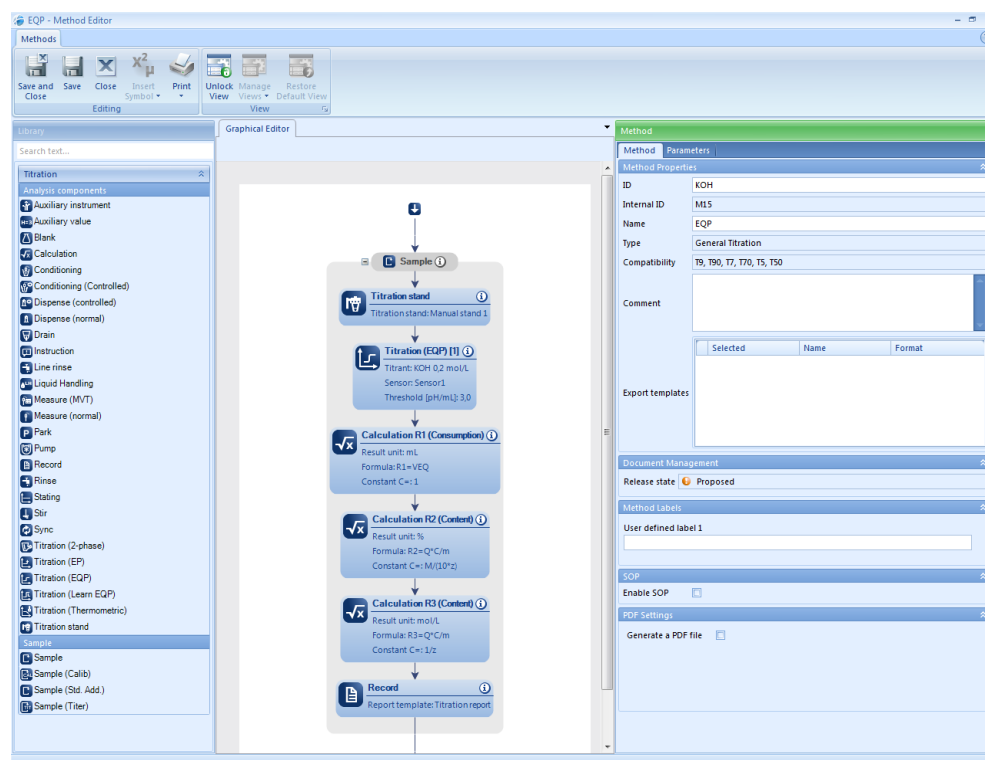 EQP - Method Editor
Methods
Save and Close
Save
Close
Insert Symbol
Print
Unlock View
Manage Views
Restore Default View
Editing
View
Library
Search text...
Titration
Analysis components
Auxiliary instrument
Auxiliary value
Blank
Calculation
Conditioning
Conditioning (Controlled)
Dispense (controlled)
Dispense (normal)
Drain
Instruction
Line rinse
Liquid Handling
Measure (MVT)
Measure (normal)
Park
Pump
Record
Rinse
Stating
Stir
Sync
Titration (2-phase)
Titration (EP)
Titration (EQP)
Titration (Learn EQP)
Titration (Thermometric)
Titration stand
Sample
Sample
Sample (Calib)
Sample (Std. Add.)
Sample (Titer)
Graphical Editor
Sample
Titration stand
Titration stand: Manual stand 1
Titration (EQP) [1]
Titrant: KOH 0,2 mol/L
Sensor: Sensor1
Threshold [pH/mL]: 3,0
Calculation R1 (Consumption)
Result unit: mL
Formula: R1=VEQ
Constant C=: 1
Calculation R2 (Content)
Result unit: %
Formula: R2=Q*C/m
Constant C=: M/(10*z)
Calculation R3 (Content)
Result unit: mol/L
Formula: R3=Q*C/m
Constant C=: 1/z
Record
Report template: Titration report
Method
Method Parameters
Method Properties
ID KOH
Internal ID M15
Name EQP
Type General Titration
Compatibility T9, T90, T7, T70, T5, T50
Comment
Selected Name Format
Export templates
Document Management
Release state Proposed
Method Labels
User defined label 1
SOP
Enable SOP
PDF Settings
Generate a PDF file